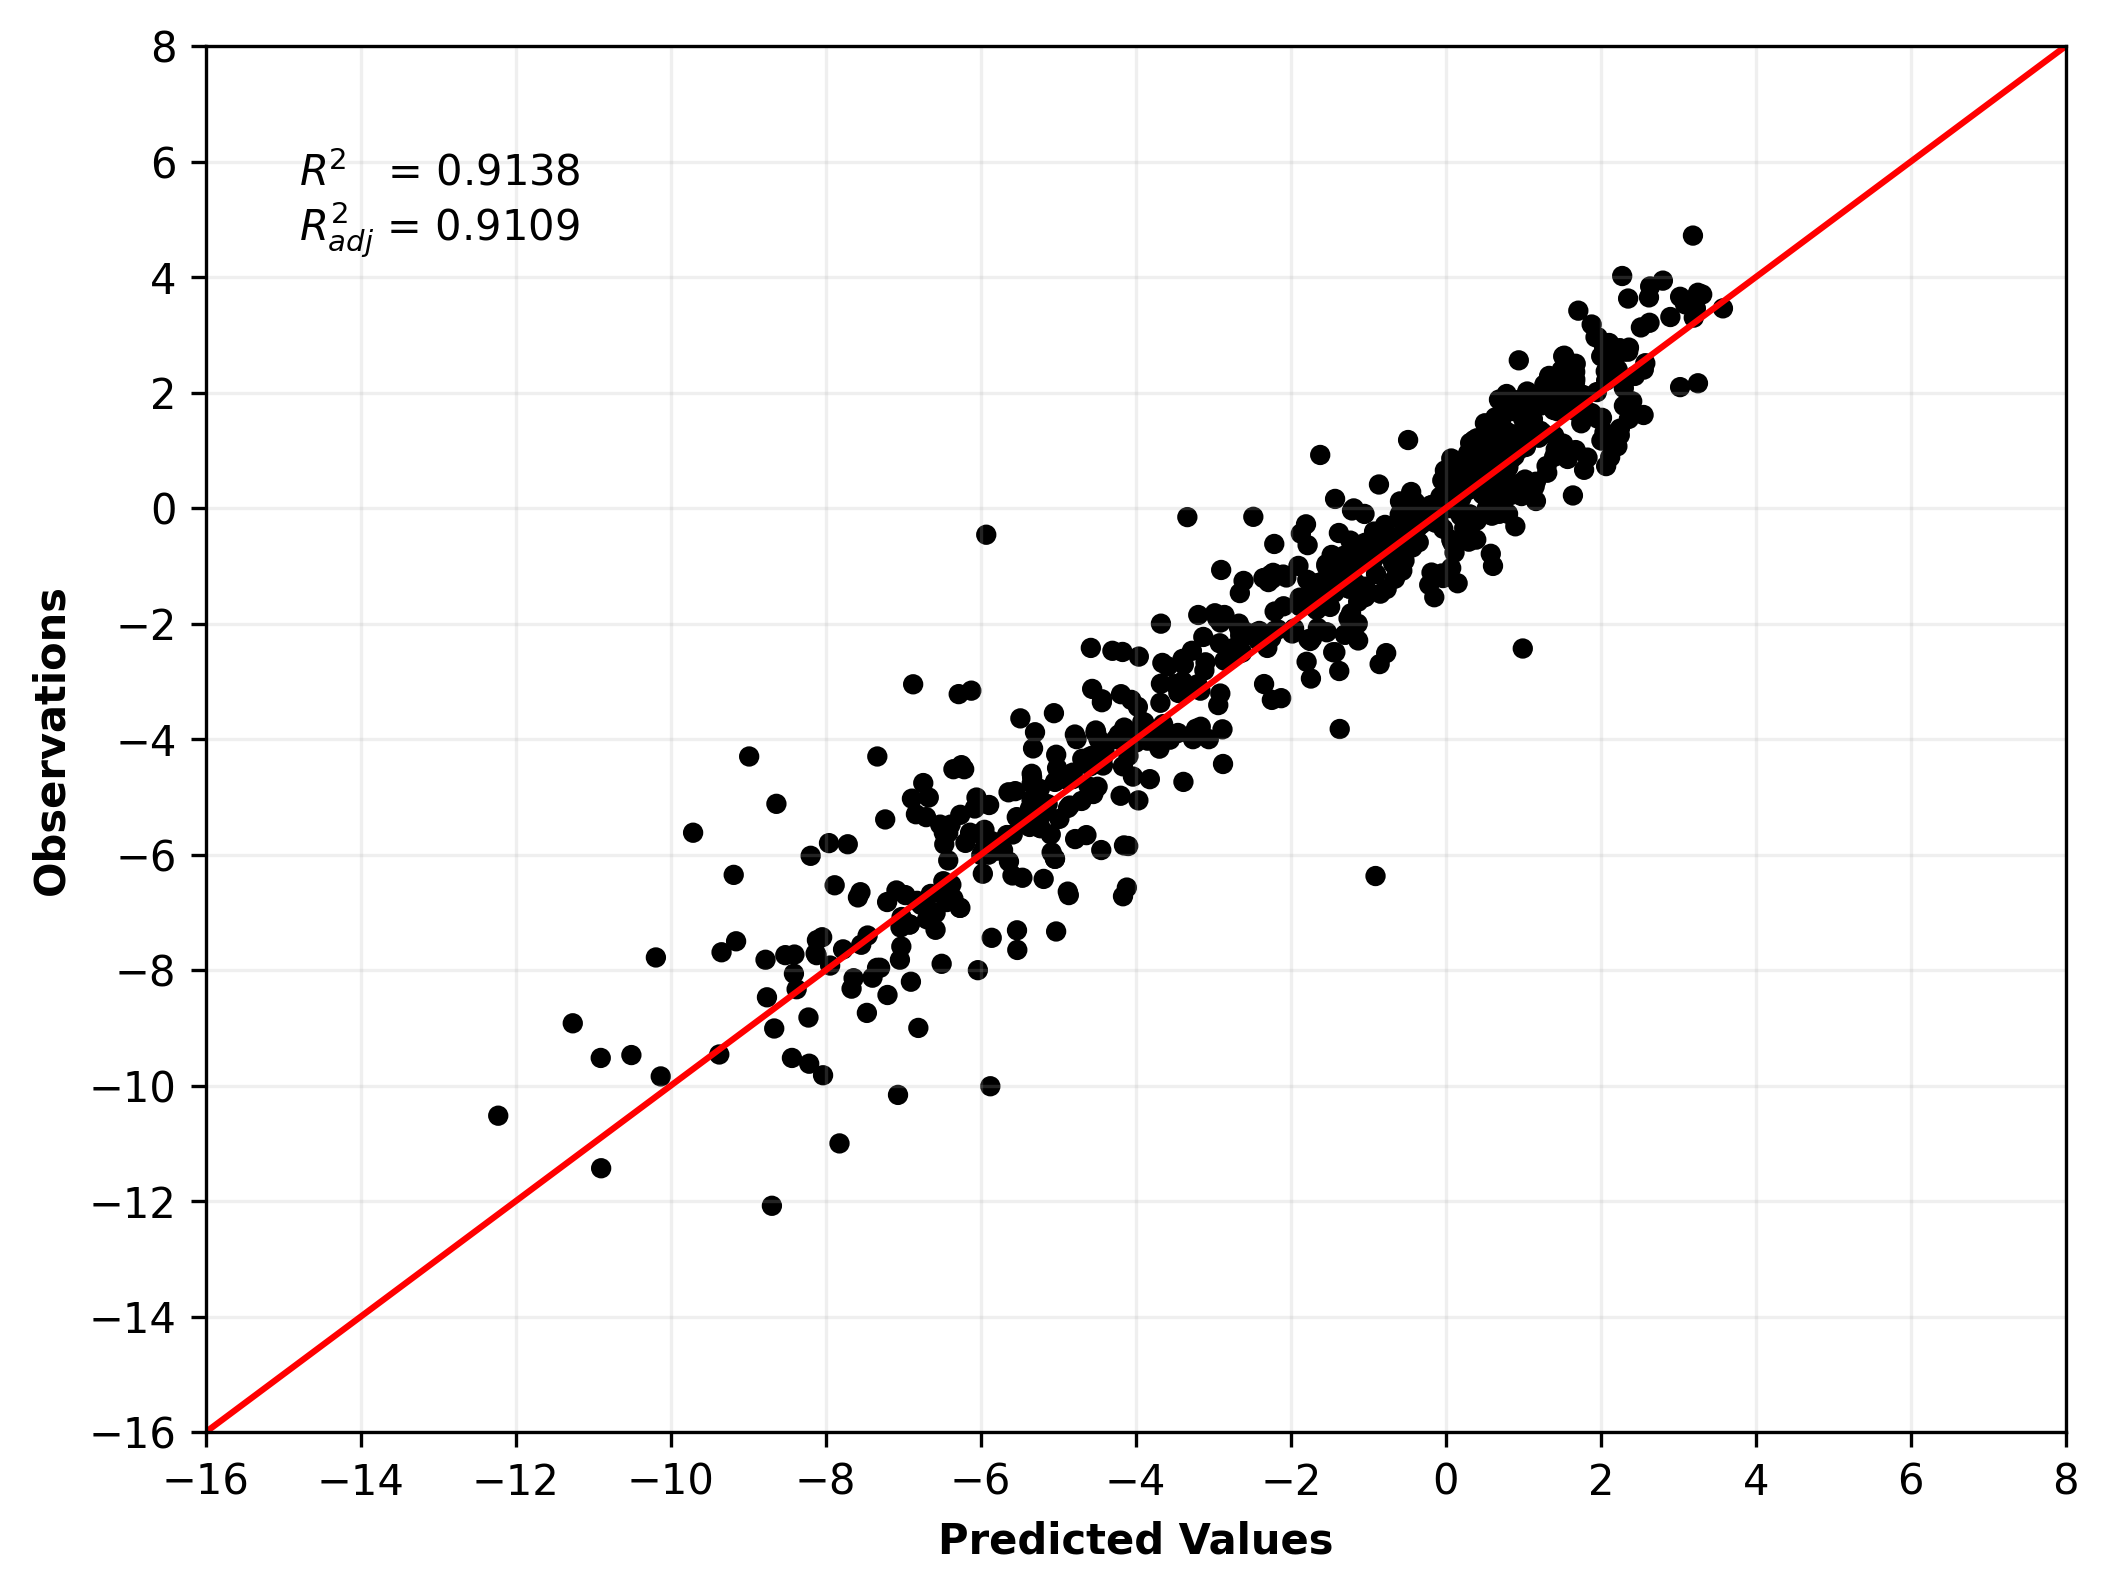 8
6
4
2
0
−2
−4
−6
−8
−10
−12
−14
−16
R² = 0.9138
R²adj = 0.9109
Observations
−16 −14 −12 −10 −8 −6 −4 −2 0 2 4 6 8
Predicted Values